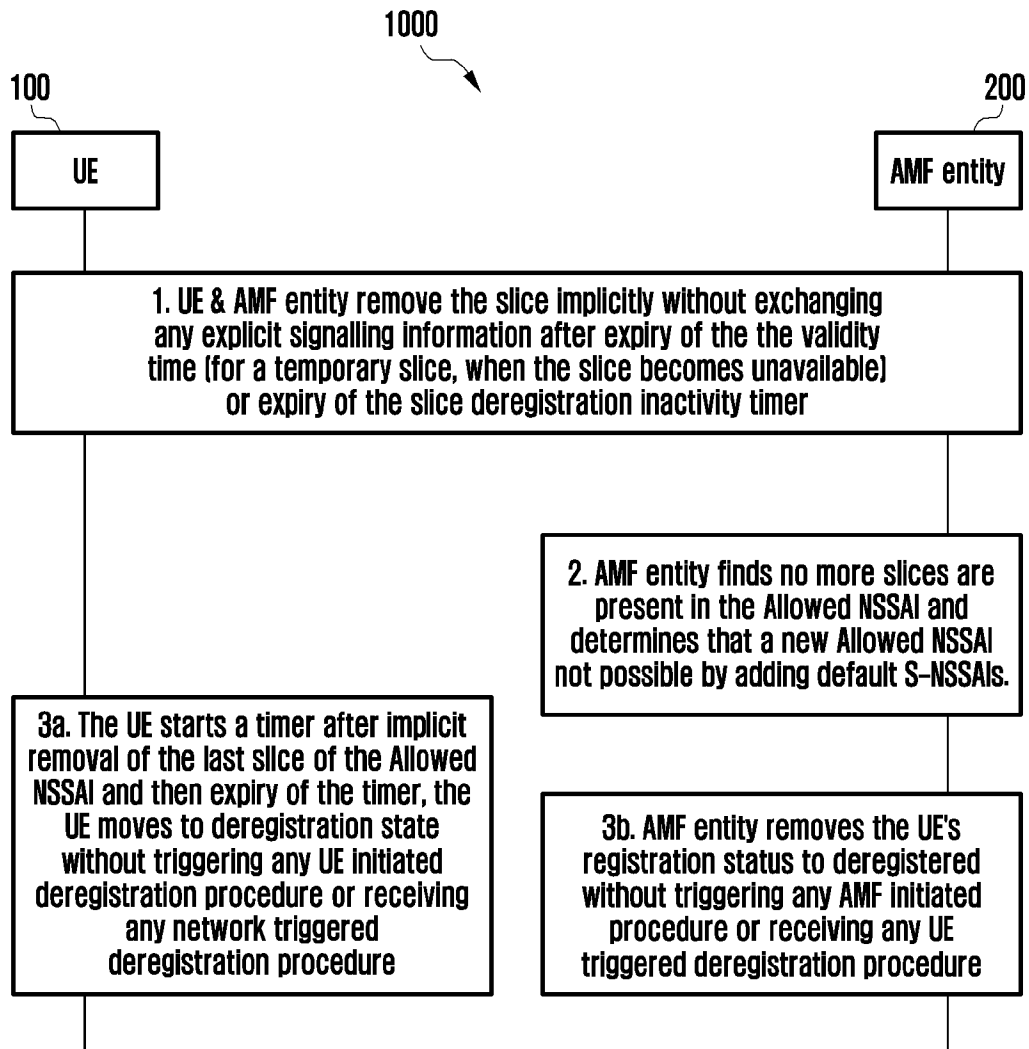 1000
100
200
UE
AMF entity
1. UE & AMF entity remove the slice implicitly without exchanging
any explicit signalling information after expiry of the the validity
time (for a temporary slice, when the slice becomes unavailable)
or expiry of the slice deregistration inactivity timer
2. AMF entity finds no more slices are
present in the Allowed NSSAI and
determines that a new Allowed NSSAI
not possible by adding default S-NSSAIs.
3a. The UE starts a timer after implicit
removal of the last slice of the Allowed
NSSAI and then expiry of the timer, the
UE moves to deregistration state
without triggering any UE initiated
deregistration procedure or receiving
any network triggered
deregistration procedure
3b. AMF entity removes the UE's
registration status to deregistered
without triggering any AMF initiated
procedure or receiving any UE
triggered deregistration procedure